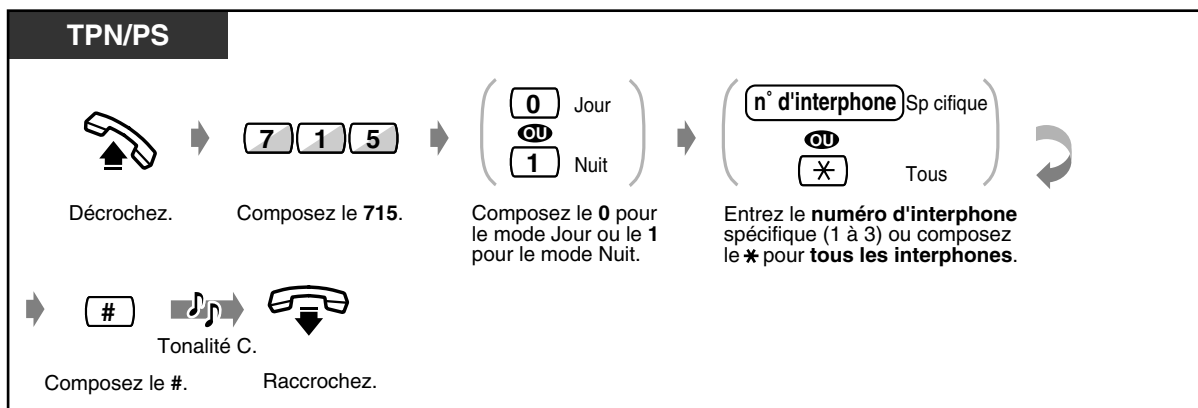 TPN/PS
7 1 5
0 Jour
OU
1 Nuit
n° d'interphone Sp cifique
OU
* Tous
Décrochez.
Composez le 715.
Composez le 0 pour
le mode Jour ou le 1
pour le mode Nuit.
Entrez le numéro d'interphone
spécifique (1 à 3) ou composez
le * pour tous les interphones.
#
Tonalité C.
Composez le #.
Raccrochez.